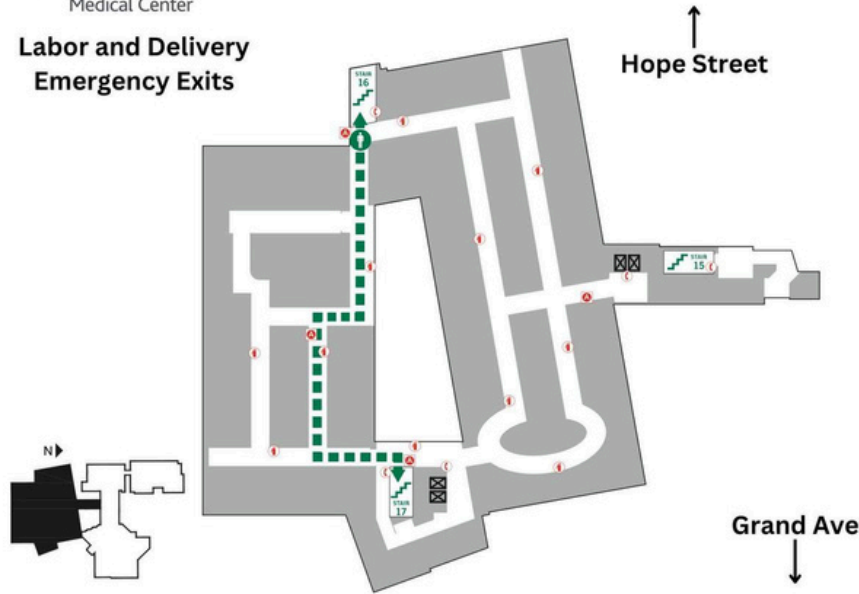 Medical Center
Labor and Delivery
Emergency Exits
Hope Street
STAIR
16
STAIR
15
STAIR
17
N
Grand Ave